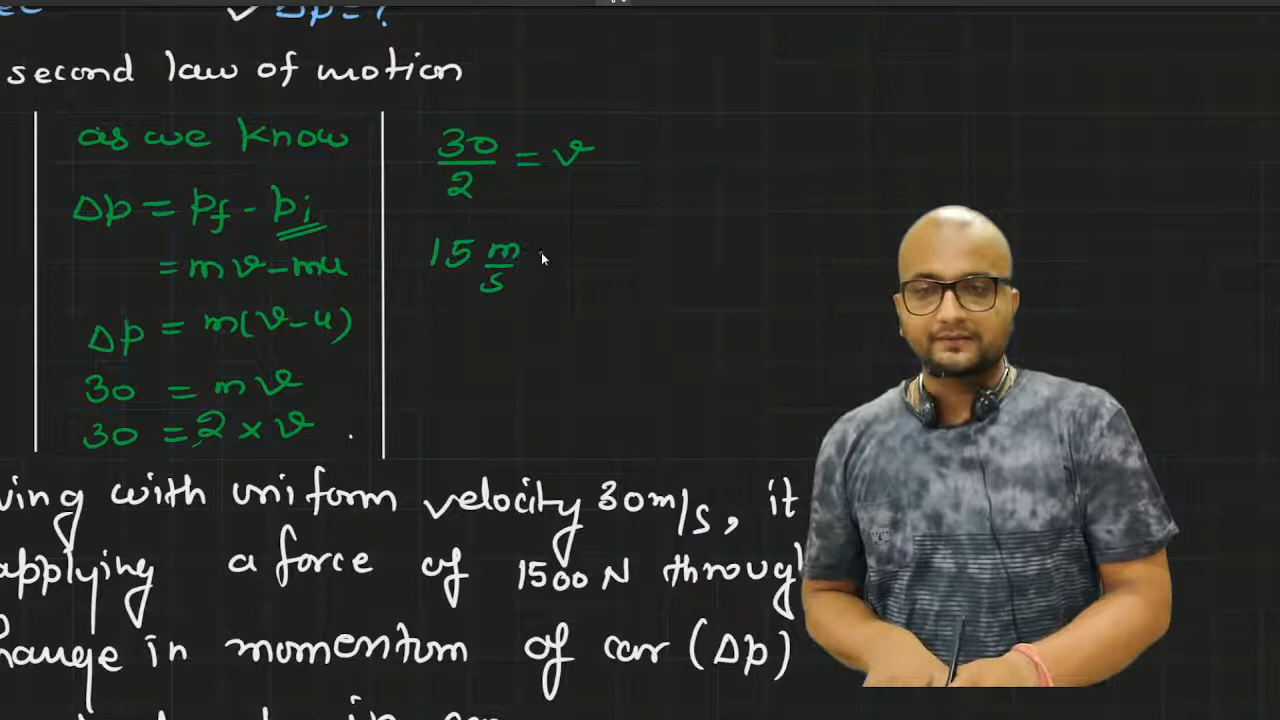 ✓ Δp = ?
second law of motion
as we know
Δp = pf - pi
= mv - mu
Δp = m(v - u)
30 = mv
30 = 2 × v
30/2 = v
15 m/s
ving with uniform velocity 30m/s, it
applying a force of 1500 N throug
hange in momentum of car (Δp)